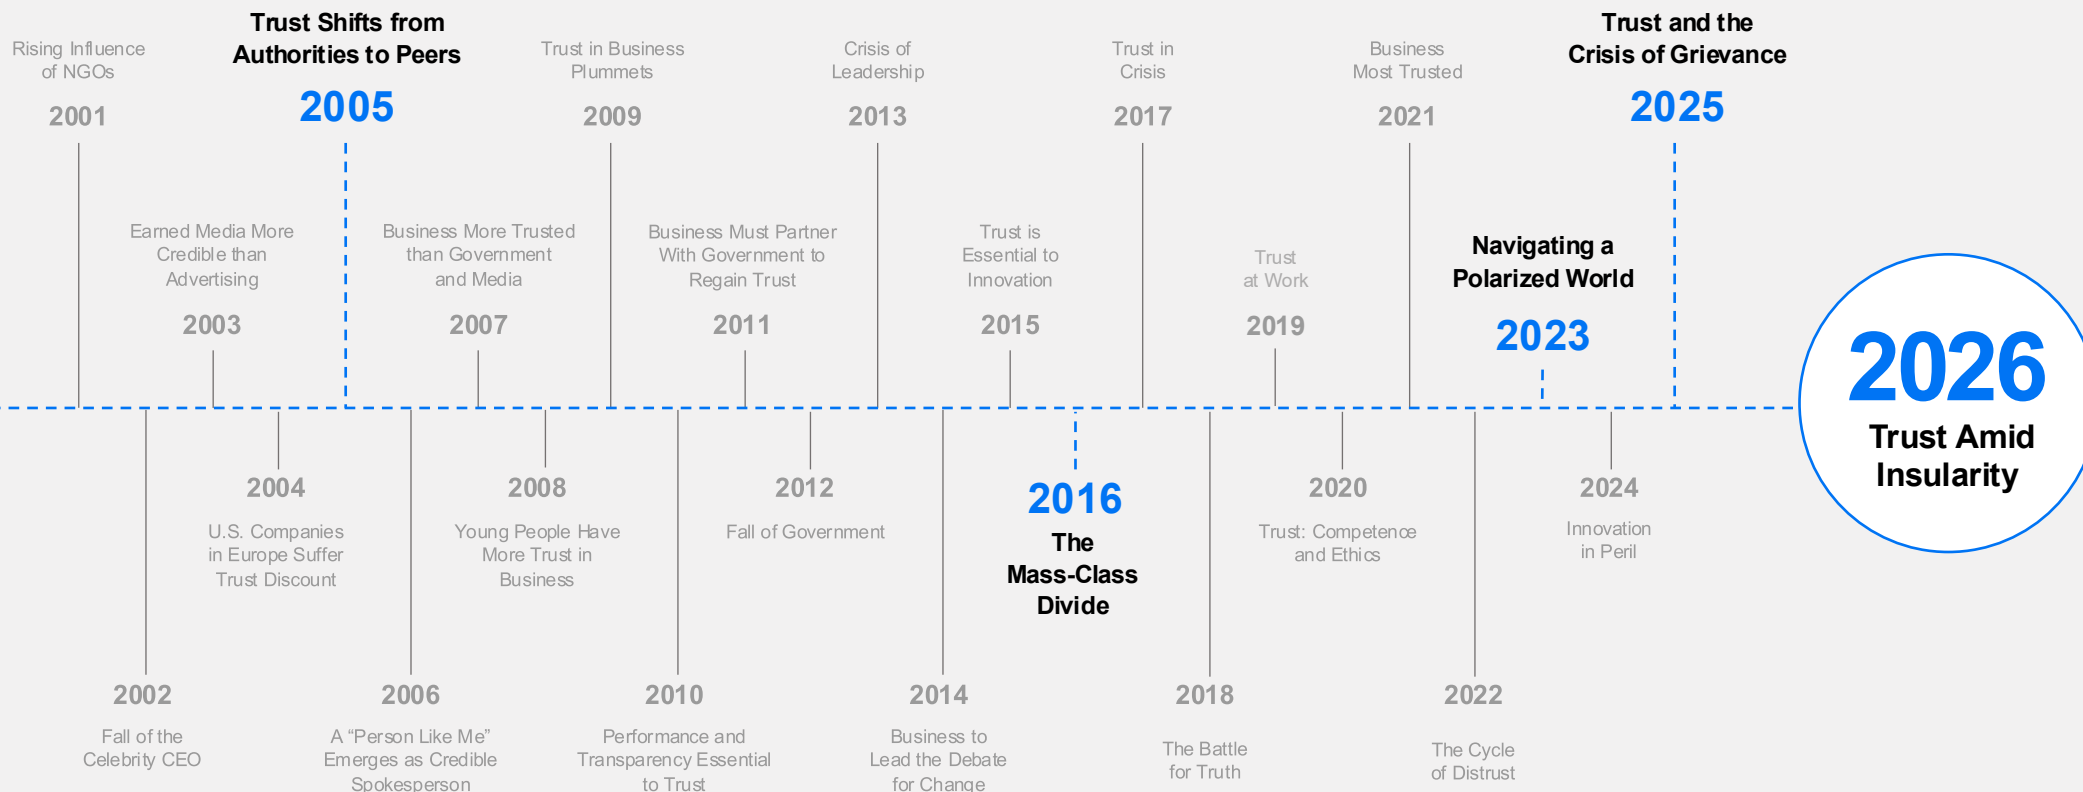 Rising Influence
of NGOs
2001
Fall of the
Celebrity CEO
2002
Earned Media More
Credible than
Advertising
2003
2004
U.S. Companies
in Europe Suffer
Trust Discount
Trust Shifts from
Authorities to Peers
2005
2006
A “Person Like Me”
Emerges as Credible
Spokesperson
Business More Trusted
than Government
and Media
2007
2008
Young People Have
More Trust in
Business
Trust in Business
Plummets
2009
2010
Performance and
Transparency Essential
to Trust
Business Must Partner
With Government to
Regain Trust
2011
2012
Fall of Government
Crisis of
Leadership
2013
2014
Business to
Lead the Debate
for Change
Trust is
Essential to
Innovation
2015
2016
The
Mass-Class
Divide
Trust in
Crisis
2017
2018
The Battle
for Truth
Trust
at Work
2019
2020
Trust: Competence
and Ethics
Business
Most Trusted
2021
2022
The Cycle
of Distrust
Navigating a
Polarized World
2023
2024
Innovation
in Peril
Trust and the
Crisis of Grievance
2025
2026
Trust Amid
Insularity